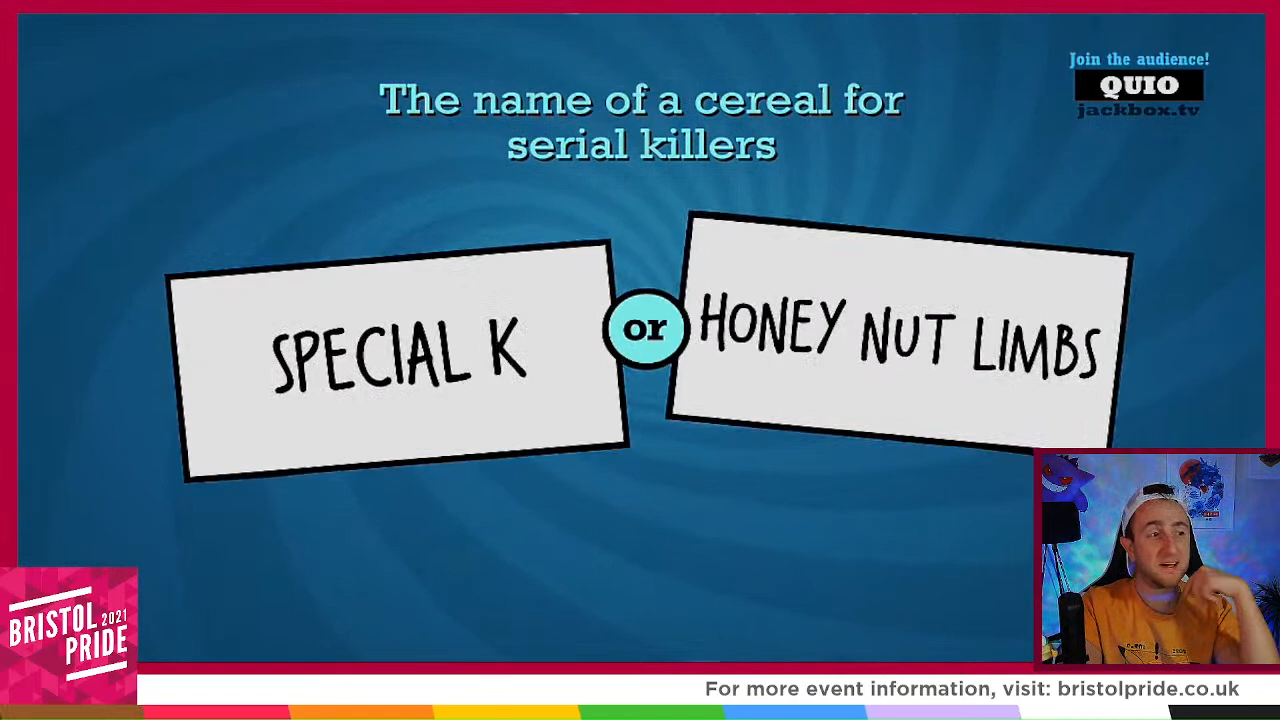 Join the audience!
QUIO
jackbox.tv
The name of a cereal for
serial killers
SPECIAL K
or
HONEY NUT LIMBS
BRISTOL 2021
PRIDE
For more event information, visit: bristolpride.co.uk